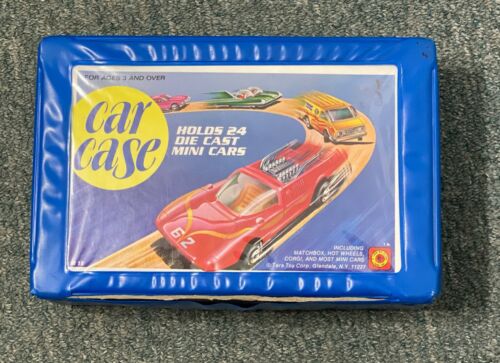 FOR AGES 3 AND OVER
car
case
HOLDS 24
DIE CAST
MINI CARS
62
INCLUDING
MATCHBOX, HOT WHEELS,
CORGI, AND MOST MINI CARS
© Tara Toy Corp., Glendale, N.Y. 11227